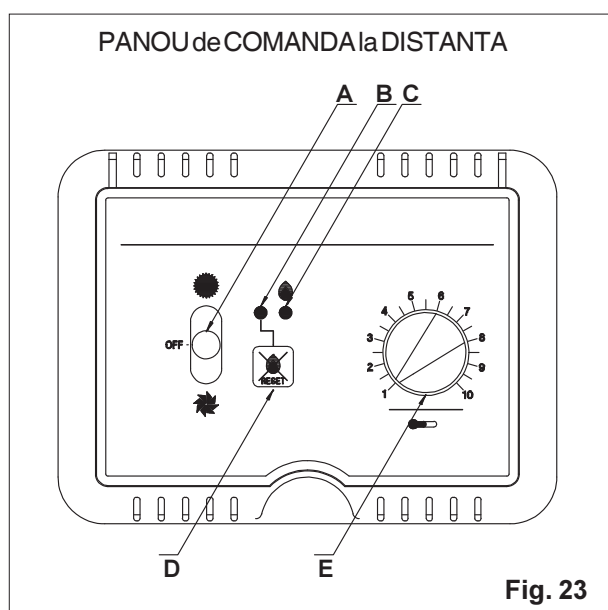 PANOU de COMANDA la DISTANTA
A B C
5 6
4 7
3 8
OFF
2 9
1 10
RESET
D E
Fig. 23